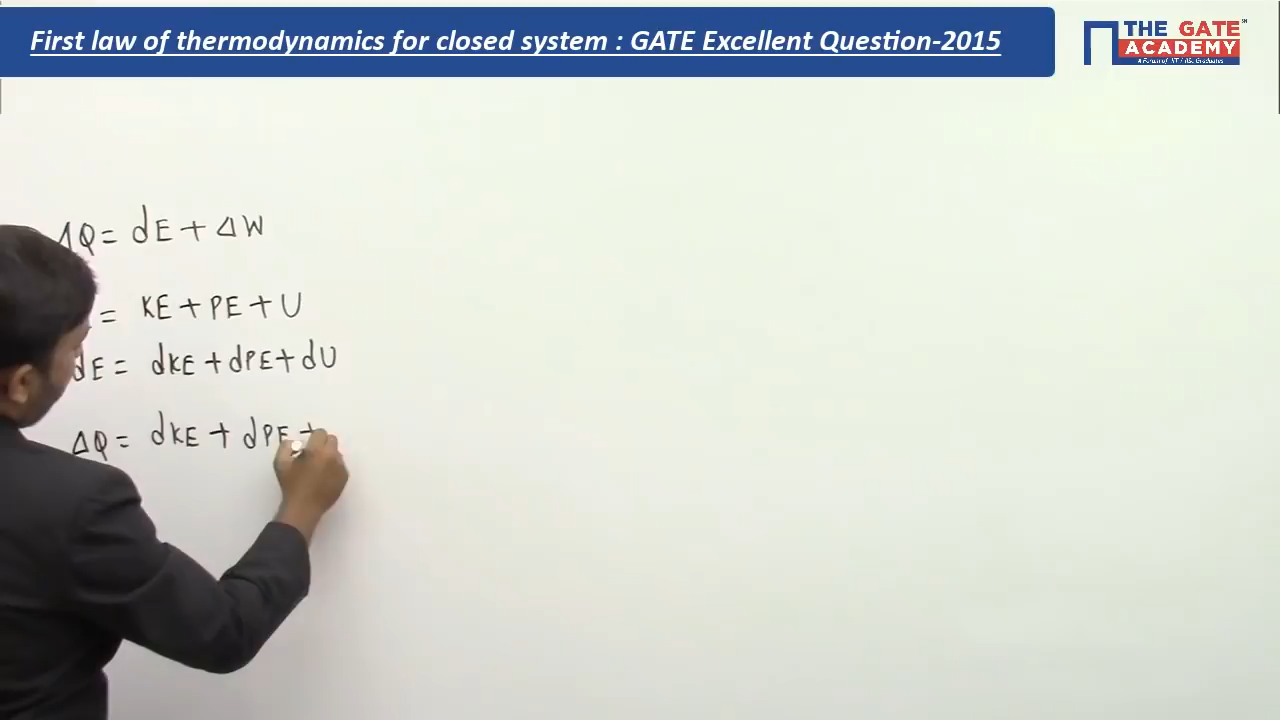 First law of thermodynamics for closed system : GATE Excellent Question-2015
THE GATE
ACADEMY
ΔQ = dE + ΔW
= KE + PE + U
dE = dKE + dPE + dU
ΔQ = dKE + dPE +